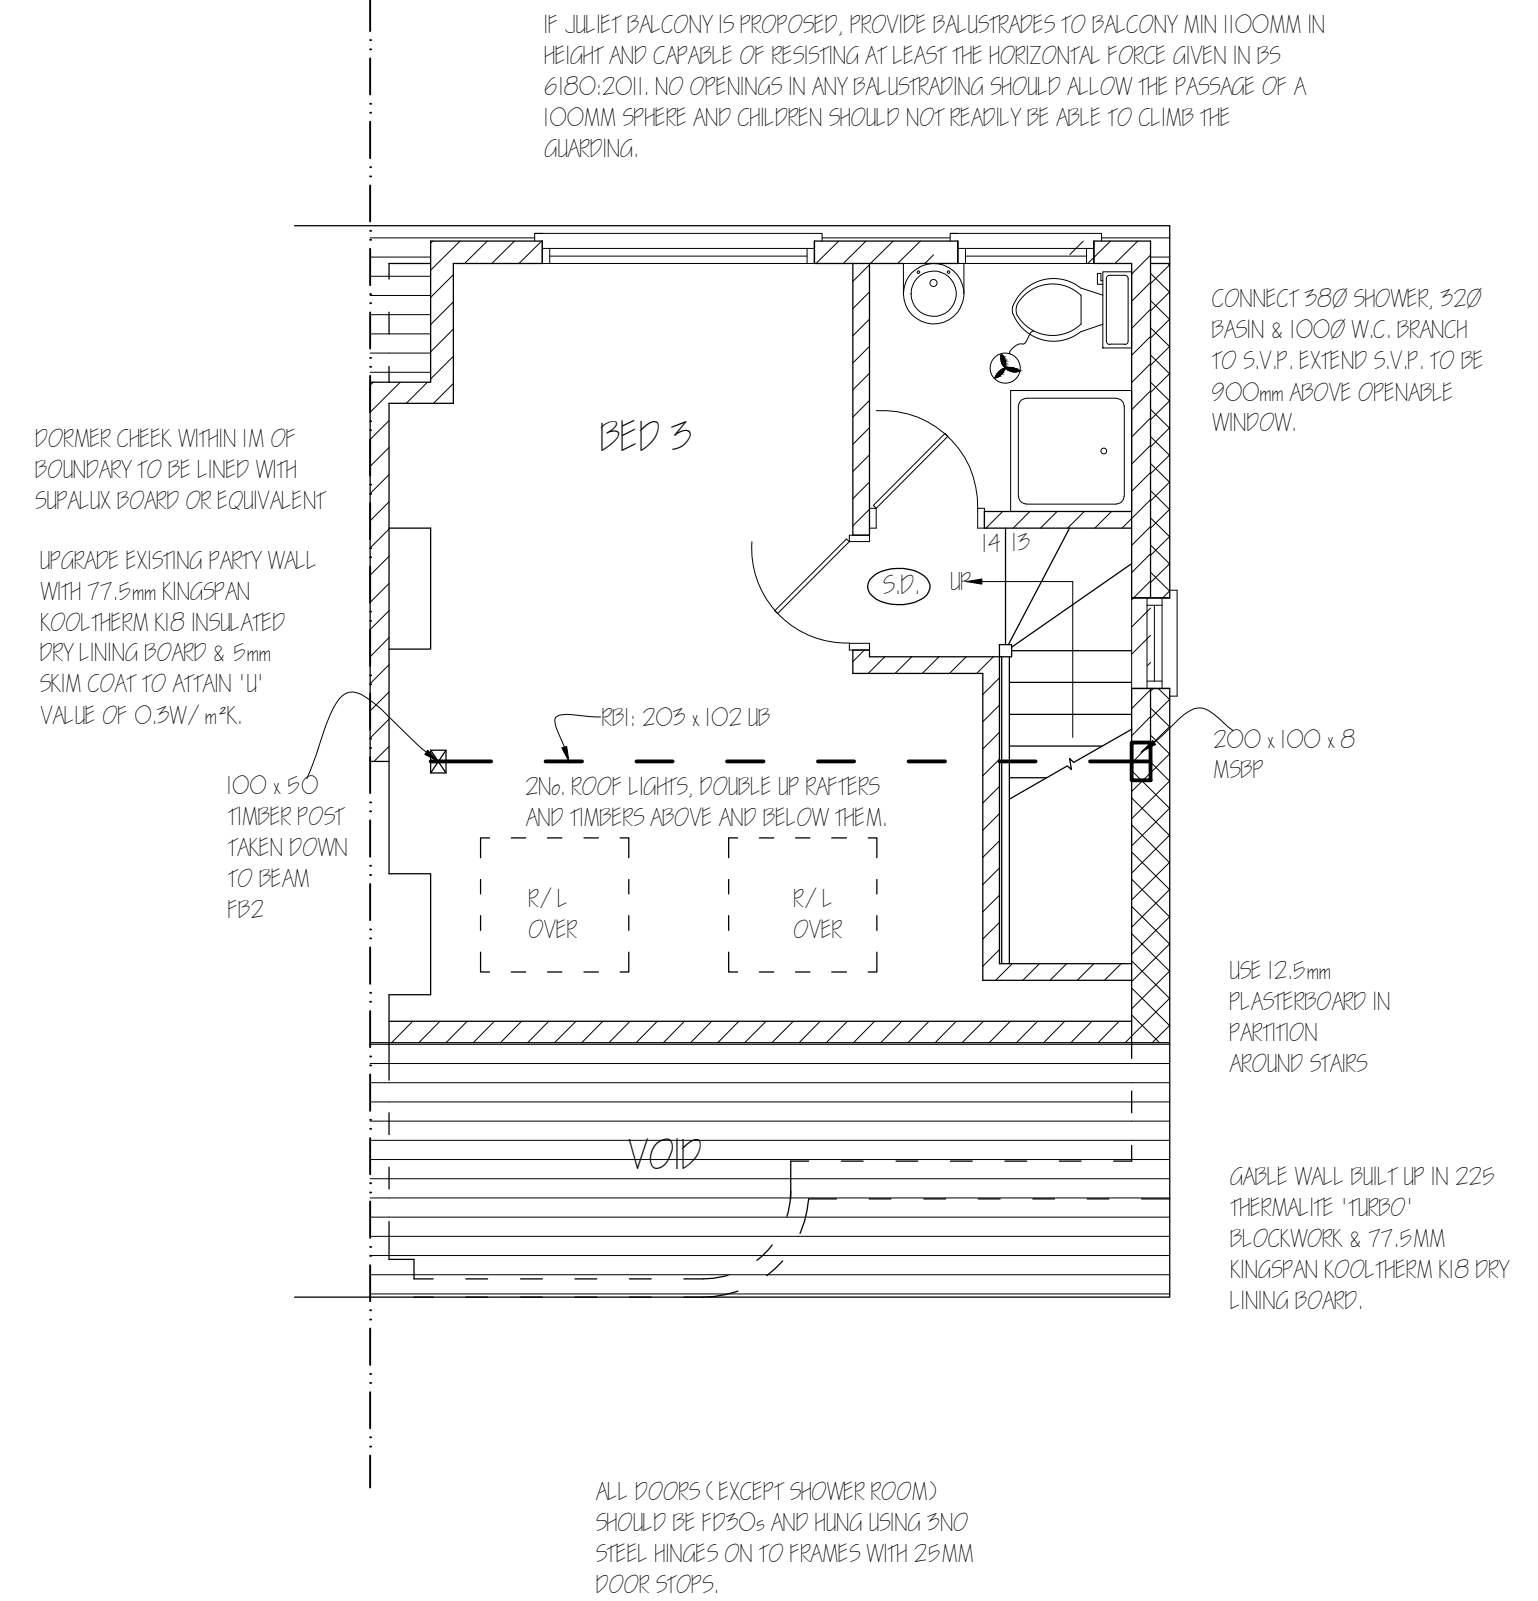 IF JULIET BALCONY IS PROPOSED, PROVIDE BALUSTRADES TO BALCONY MIN 1100MM IN
HEIGHT AND CAPABLE OF RESISTING AT LEAST THE HORIZONTAL FORCE GIVEN IN BS
6180:2011. NO OPENINGS IN ANY BALUSTRADING SHOULD ALLOW THE PASSAGE OF A
100MM SPHERE AND CHILDREN SHOULD NOT READILY BE ABLE TO CLIMB THE
GUARDING.
CONNECT 38Ø SHOWER, 32Ø
BASIN & 100Ø W.C. BRANCH
TO S.V.P. EXTEND S.V.P. TO BE
900mm ABOVE OPENABLE
WINDOW.
BED 3
DORMER CHEEK WITHIN 1M OF
BOUNDARY TO BE LINED WITH
SUPALUX BOARD OR EQUIVALENT
UPGRADE EXISTING PARTY WALL
WITH 77.5mm KINGSPAN
KOOLTHERM K18 INSULATED
DRY LINING BOARD & 5mm
SKIM COAT TO ATTAIN 'U'
VALUE OF 0.3W/ m²K.
14 13
S.D.
UP
RB1: 203 x 102 UB
200 x 100 x 8
MSBP
100 x 50
TIMBER POST
TAKEN DOWN
TO BEAM
FB2
2No. ROOF LIGHTS, DOUBLE UP RAFTERS
AND TIMBERS ABOVE AND BELOW THEM.
R/L
OVER
R/L
OVER
USE 12.5mm
PLASTERBOARD IN
PARTITION
AROUND STAIRS
VOID
GABLE WALL BUILT UP IN 225
THERMALITE 'TURBO'
BLOCKWORK & 77.5MM
KINGSPAN KOOLTHERM K18 DRY
LINING BOARD.
ALL DOORS (EXCEPT SHOWER ROOM)
SHOULD BE FD30s AND HUNG USING 3NO
STEEL HINGES ON TO FRAMES WITH 25MM
DOOR STOPS.